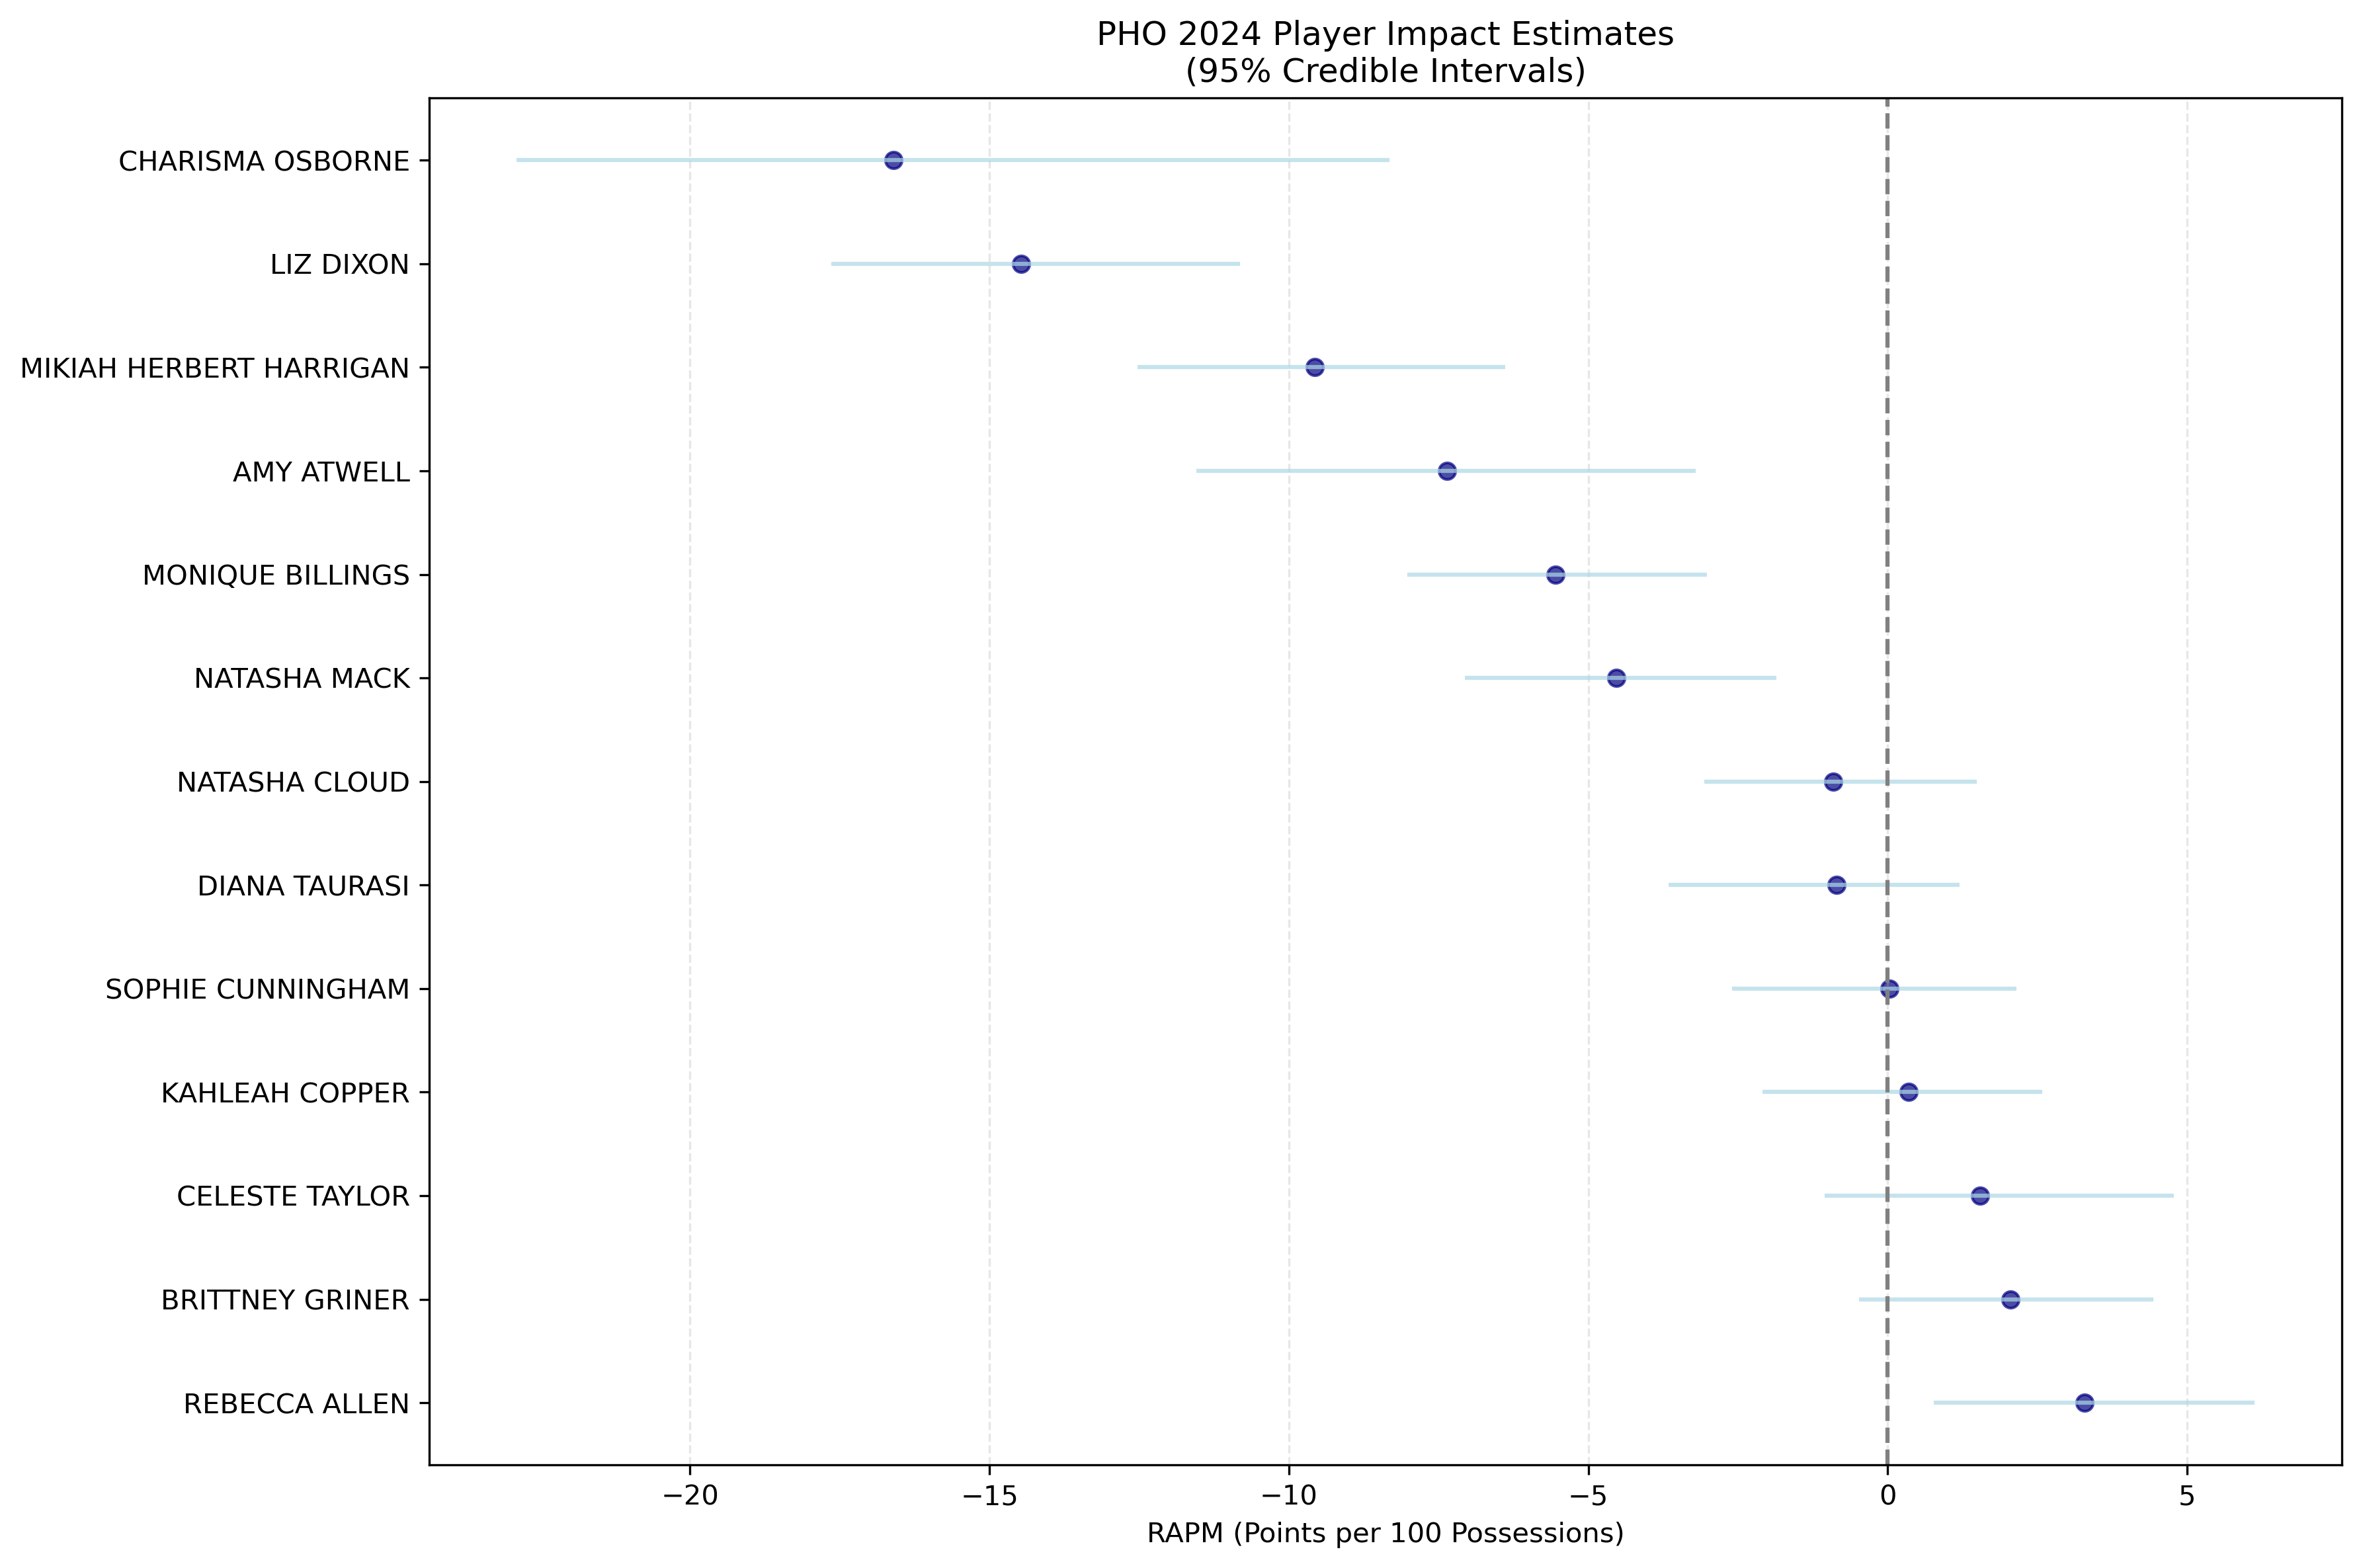 PHO 2024 Player Impact Estimates
(95% Credible Intervals)
CHARISMA OSBORNE
LIZ DIXON
MIKIAH HERBERT HARRIGAN
AMY ATWELL
MONIQUE BILLINGS
NATASHA MACK
NATASHA CLOUD
DIANA TAURASI
SOPHIE CUNNINGHAM
KAHLEAH COPPER
CELESTE TAYLOR
BRITTNEY GRINER
REBECCA ALLEN
−20 −15 −10 −5 0 5
RAPM (Points per 100 Possessions)